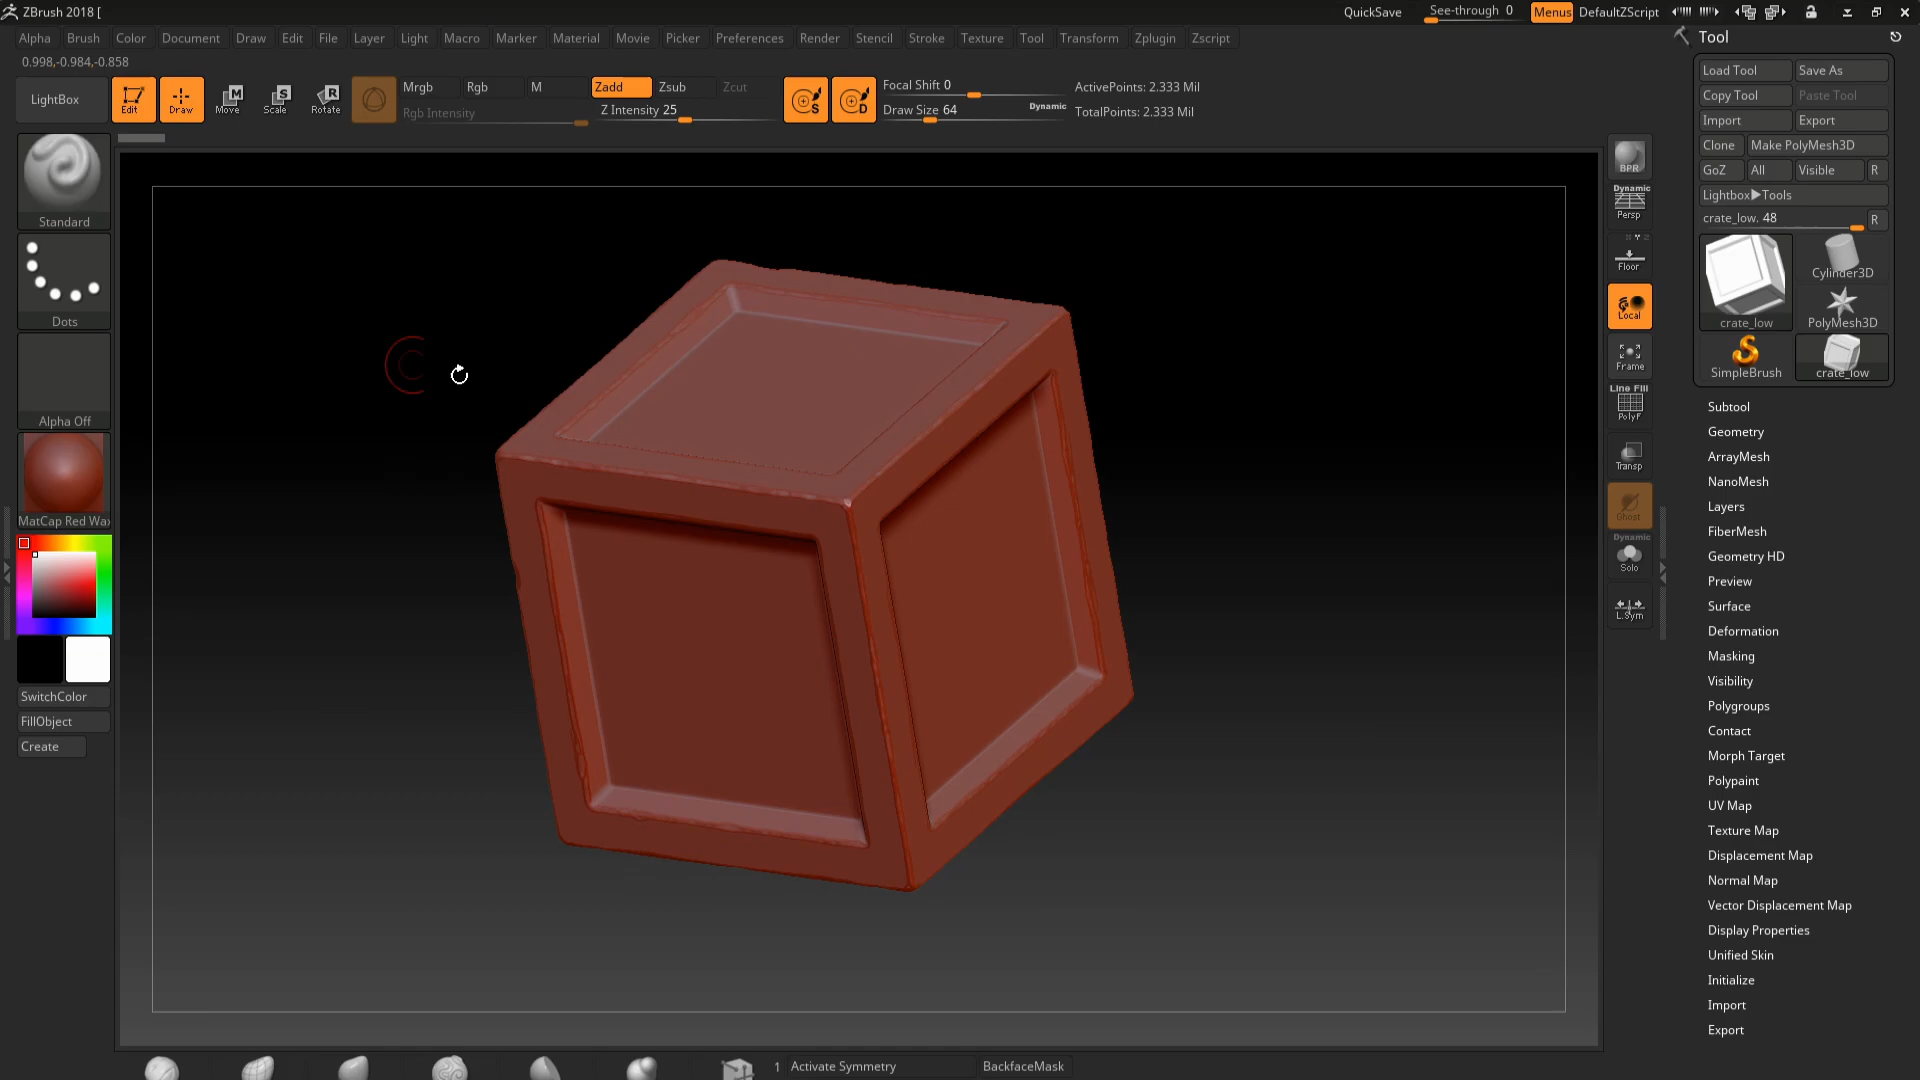 ZBrush 2018 [
QuickSave See-through 0 Menus DefaultZScript
Alpha Brush Color Document Draw Edit File Layer Light Macro Marker Material Movie Picker Preferences Render Stencil Stroke Texture Tool Transform Zplugin Zscript
0.998,-0.984,-0.858
LightBox Edit Draw Move Scale Rotate
M S R
Mrgb Rgb M Zadd Zsub Zcut
Rgb Intensity Z Intensity 25
S D
Focal Shift 0
Draw Size 64 Dynamic
ActivePoints: 2.333 Mil
TotalPoints: 2.333 Mil
Standard
Dots
Alpha Off
MatCap Red Wax
SwitchColor
FillObject
Create
BPR
Dynamic
Persp
Floor
Local
Frame
Line Fill
PolyF
Transp
Ghost
Dynamic
Solo
L.Sym
Tool
Load Tool Save As
Copy Tool Paste Tool
Import Export
Clone Make PolyMesh3D
GoZ All Visible R
Lightbox▶Tools
crate_low. 48 R
crate_low Cylinder3D
PolyMesh3D
SimpleBrush crate_low
Subtool
Geometry
ArrayMesh
NanoMesh
Layers
FiberMesh
Geometry HD
Preview
Surface
Deformation
Masking
Visibility
Polygroups
Contact
Morph Target
Polypaint
UV Map
Texture Map
Displacement Map
Normal Map
Vector Displacement Map
Display Properties
Unified Skin
Initialize
Import
Export
1 Activate Symmetry BackfaceMask